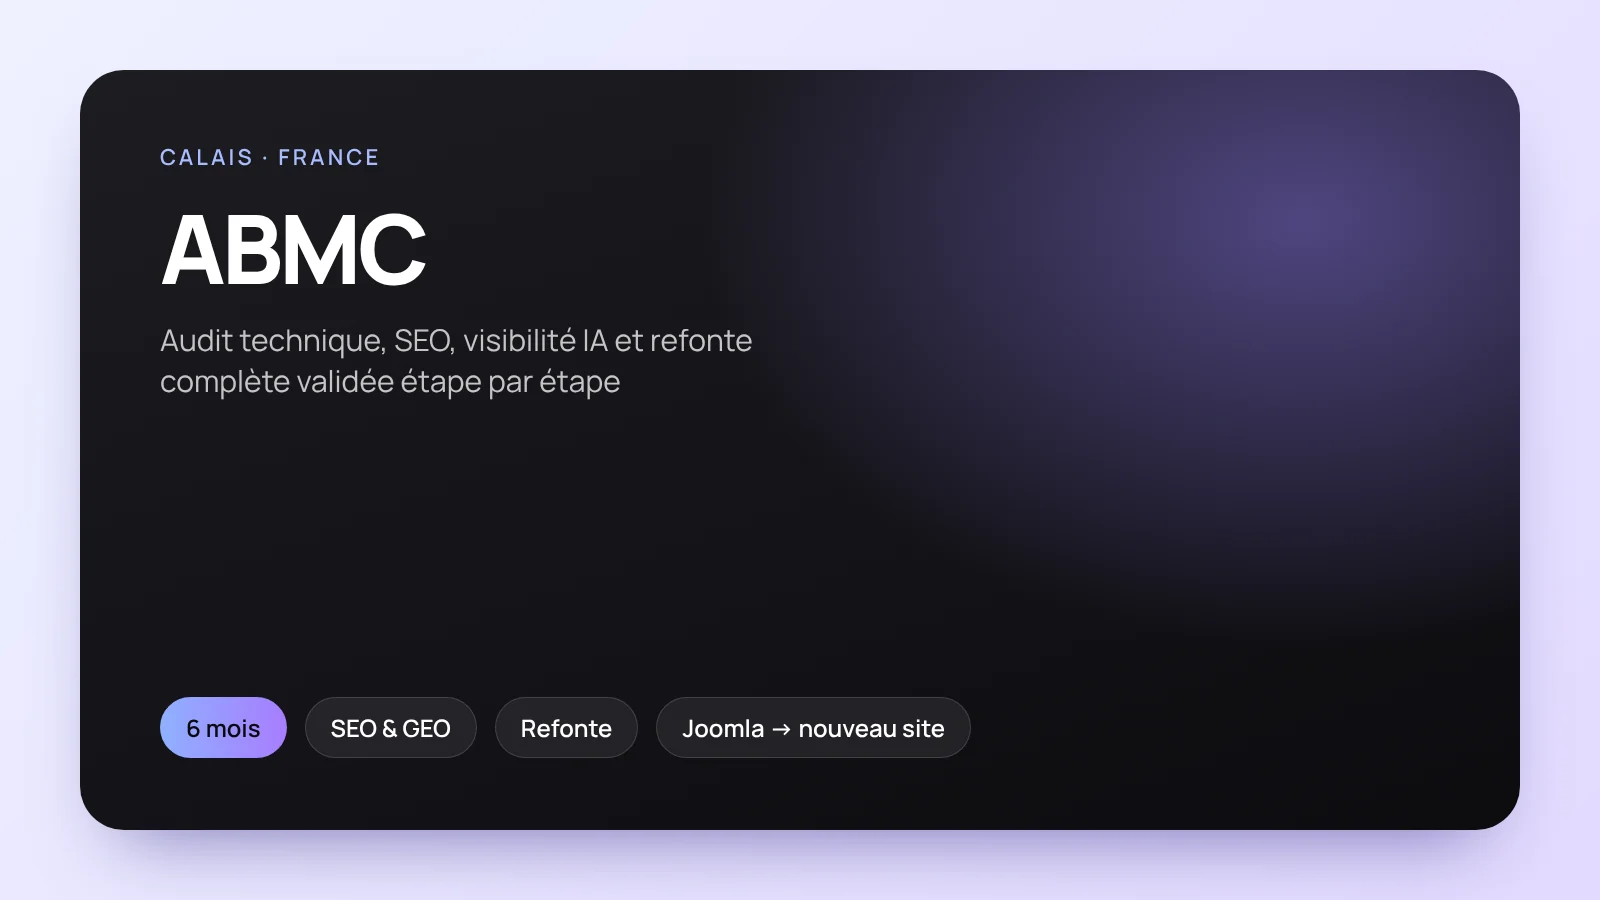 CALAIS · FRANCE
ABMC
Audit technique, SEO, visibilité IA et refonte
complète validée étape par étape
6 mois
SEO & GEO
Refonte
Joomla → nouveau site